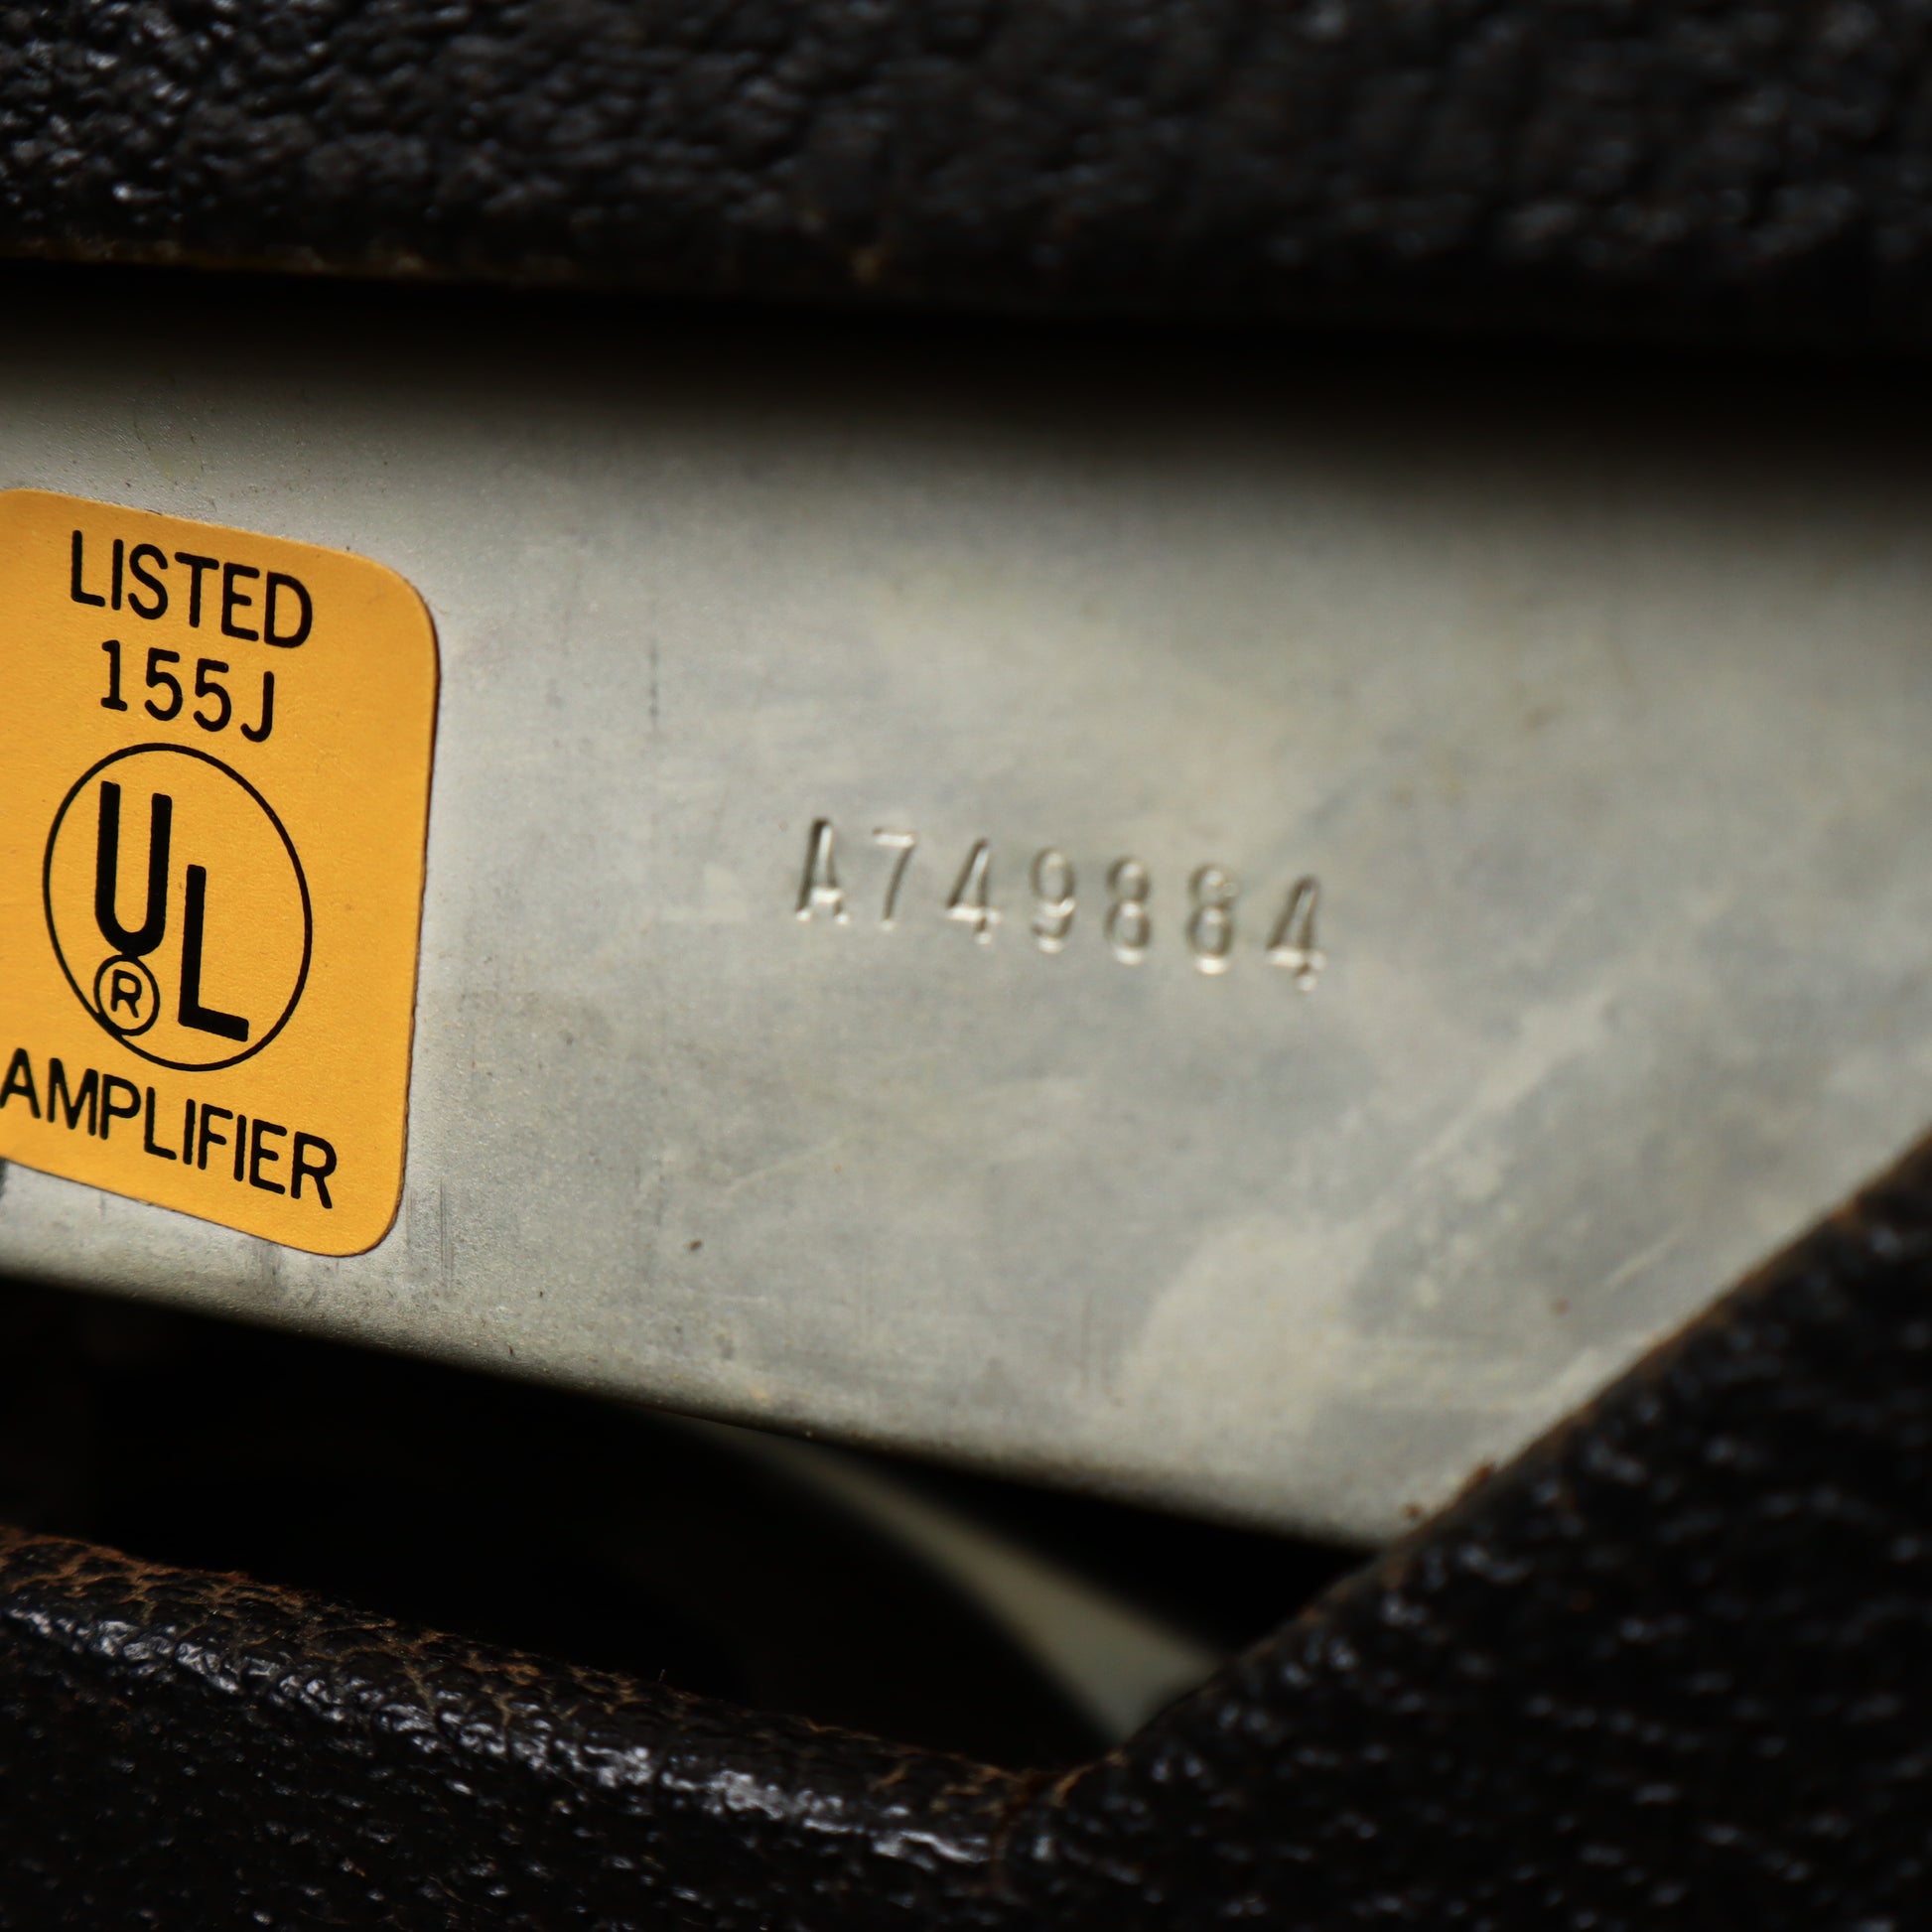 LISTED
155J
UL
®
AMPLIFIER
A749884